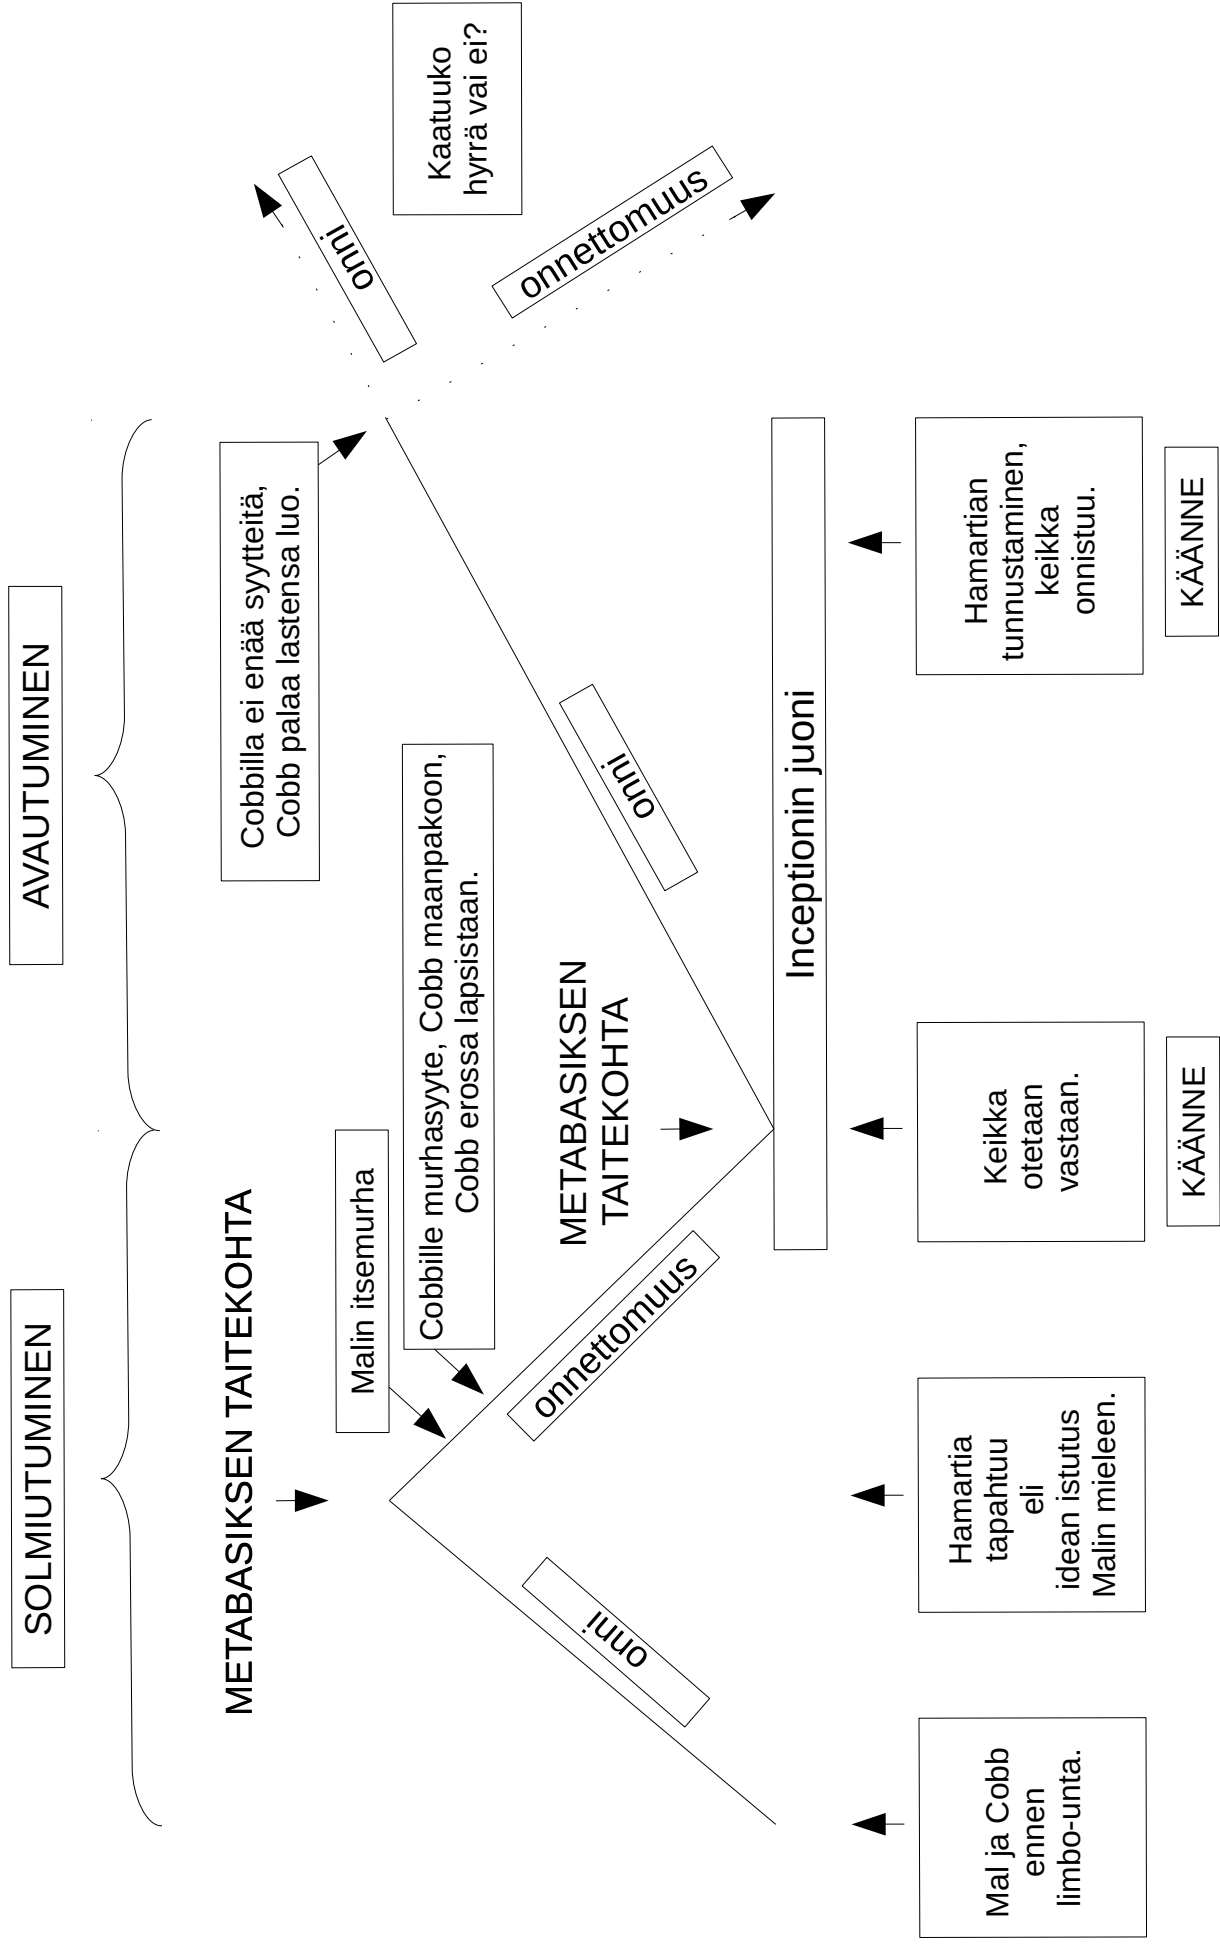 SOLMIUTUMINEN
AVAUTUMINEN
METABASIKSEN TAITEKOHTA
Malin itsemurha
Cobbille murhasyyte, Cobb maanpakoon,
Cobb erossa lapsistaan.
Cobbilla ei enää syytteitä,
Cobb palaa lastensa luo.
onni
onnettomuus
METABASIKSEN
TAITEKOHTA
onni
onni
Kaatuuko
hyrrä vai ei?
onnettomuus
Inceptionin juoni
Mal ja Cobb
ennen
limbo-unta.
Hamartia
tapahtuu
eli
idean istutus
Malin mieleen.
Keikka
otetaan
vastaan.
Hamartian
tunnustaminen,
keikka
onnistuu.
KÄÄNNE
KÄÄNNE